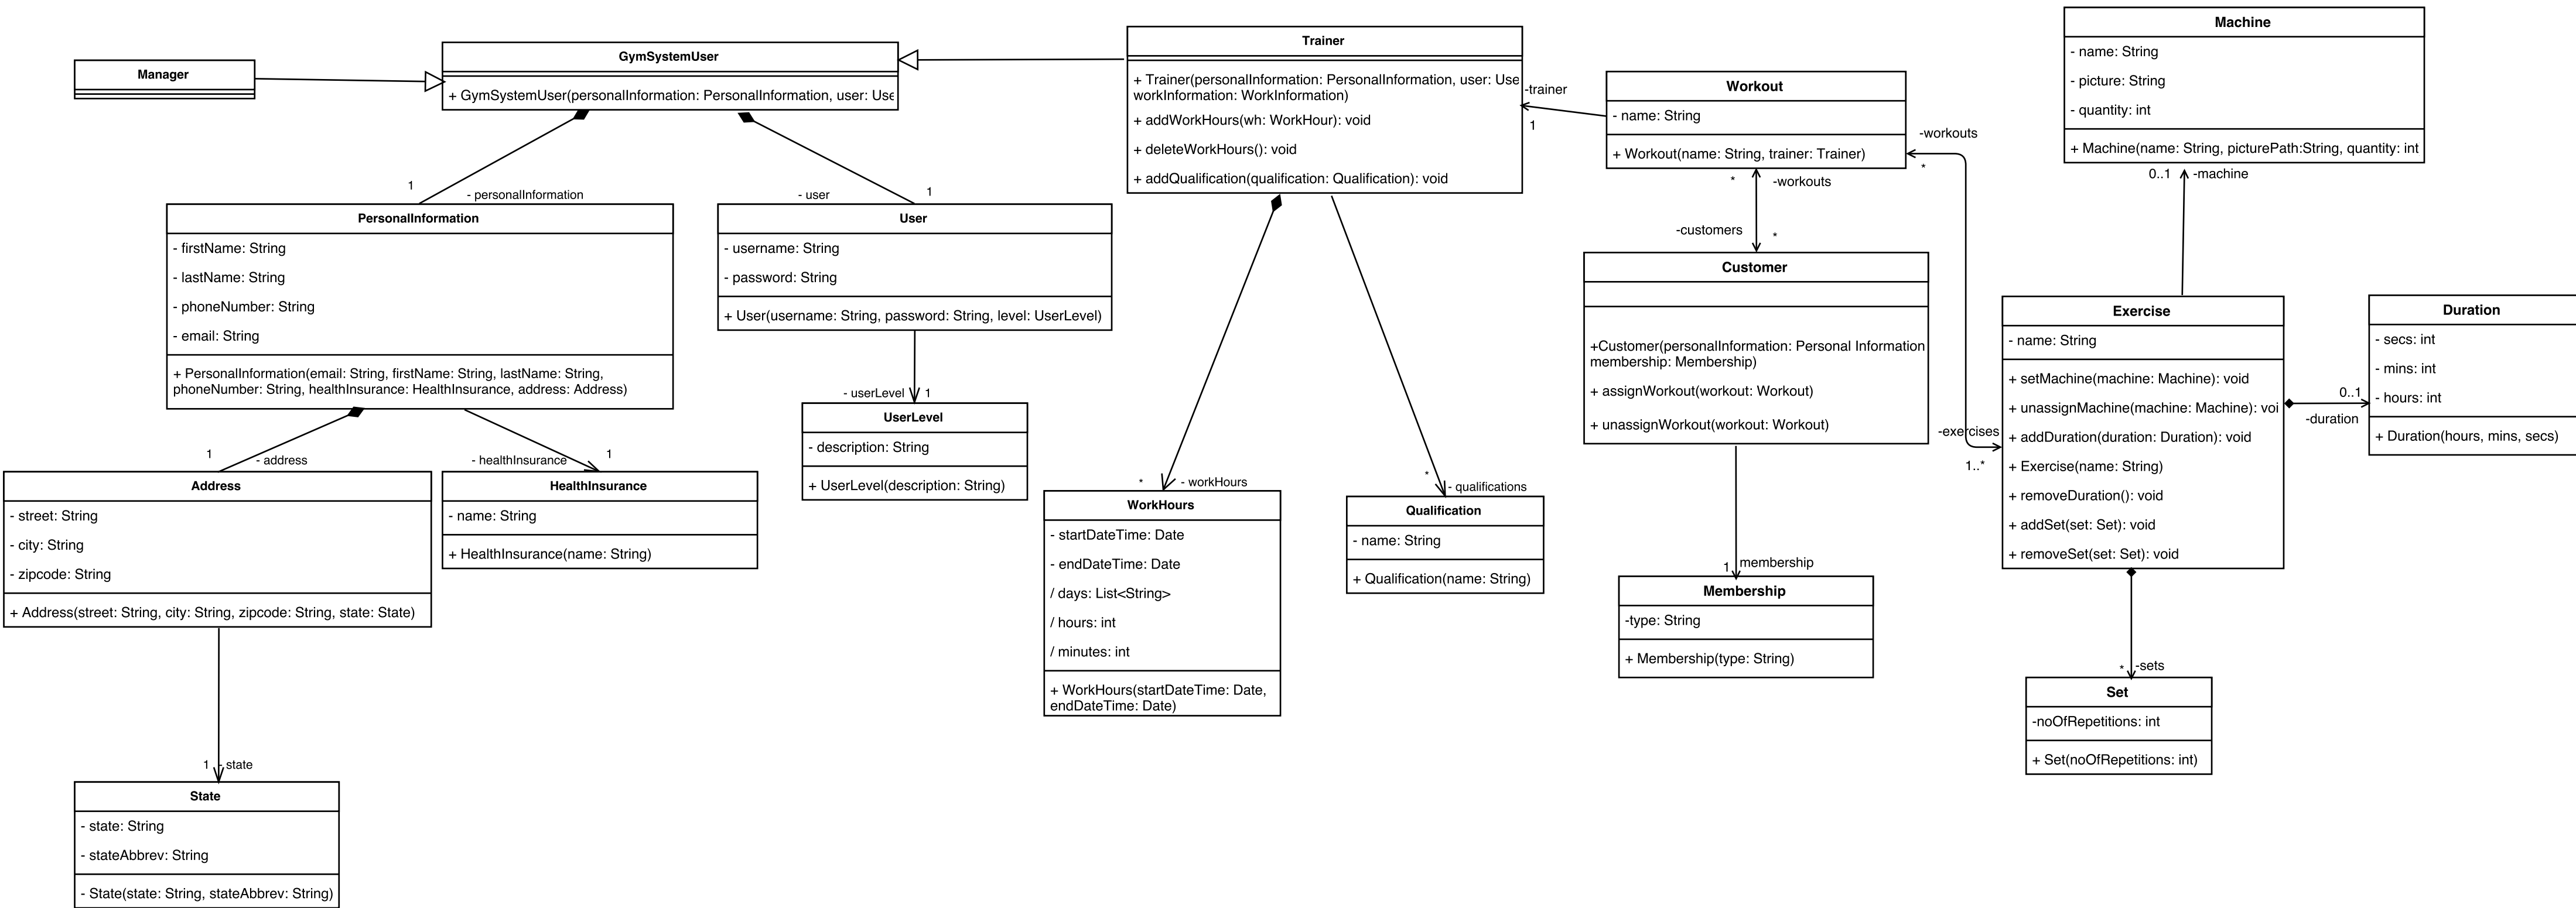 Manager
GymSystemUser
+ GymSystemUser(personalInformation: PersonalInformation, user: Use
Trainer
+ Trainer(personalInformation: PersonalInformation, user: Use
workInformation: WorkInformation)
+ addWorkHours(wh: WorkHour): void
+ deleteWorkHours(): void
+ addQualification(qualification: Qualification): void
-trainer
1
Workout
- name: String
+ Workout(name: String, trainer: Trainer)
-workouts
*
Machine
- name: String
- picture: String
- quantity: int
+ Machine(name: String, picturePath:String, quantity: int
0..1
-machine
1
- personalInformation
- user
1
* 
-workouts
-customers
*
PersonalInformation
- firstName: String
- lastName: String
- phoneNumber: String
- email: String
+ PersonalInformation(email: String, firstName: String, lastName: String,
phoneNumber: String, healthInsurance: HealthInsurance, address: Address)
User
- username: String
- password: String
+ User(username: String, password: String, level: UserLevel)
- userLevel
1
UserLevel
- description: String
+ UserLevel(description: String)
Customer
+Customer(personalInformation: Personal Information
membership: Membership)
+ assignWorkout(workout: Workout)
+ unassignWorkout(workout: Workout)
Exercise
- name: String
+ setMachine(machine: Machine): void
+ unassignMachine(machine: Machine): voi
+ addDuration(duration: Duration): void
+ Exercise(name: String)
+ removeDuration(): void
+ addSet(set: Set): void
+ removeSet(set: Set): void
-exercises
1..*
0..1
-duration
Duration
- secs: int
- mins: int
- hours: int
+ Duration(hours, mins, secs)
1
- address
- healthInsurance
1
Address
- street: String
- city: String
- zipcode: String
+ Address(street: String, city: String, zipcode: String, state: State)
HealthInsurance
- name: String
+ HealthInsurance(name: String)
*
- workHours
WorkHours
- startDateTime: Date
- endDateTime: Date
/ days: List<String>
/ hours: int
/ minutes: int
+ WorkHours(startDateTime: Date,
endDateTime: Date)
*
- qualifications
Qualification
- name: String
+ Qualification(name: String)
1
membership
Membership
-type: String
+ Membership(type: String)
*
-sets
Set
-noOfRepetitions: int
+ Set(noOfRepetitions: int)
1
- state
State
- state: String
- stateAbbrev: String
- State(state: String, stateAbbrev: String)